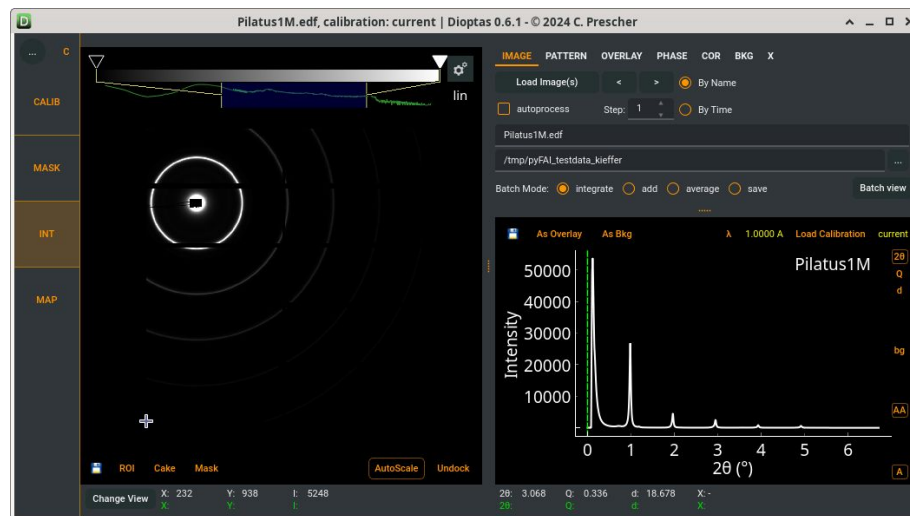 Pilatus1M.edf, calibration: current | Dioptas 0.6.1 - © 2024 C. Prescher
... C
CALIB
MASK
INT
MAP
lin
ROI Cake Mask AutoScale Undock
Change View X: 232 Y: 938 I: 5248
X: Y: I:
IMAGE PATTERN OVERLAY PHASE COR BKG X
Load Image(s) < > By Name
autoprocess Step: 1 By Time
Pilatus1M.edf
/tmp/pyFAI_testdata_kieffer ...
Batch Mode: integrate add average save Batch view
As Overlay As Bkg λ 1.0000 A Load Calibration current
Pilatus1M
2θ
Q
d
bg
AA
A
Intensity
50000
40000
30000
20000
10000
0 1 2 3 4 5 6
2θ (°)
2θ: 3.068 Q: 0.336 d: 18.678 X: -
2θ: Q: d: X: